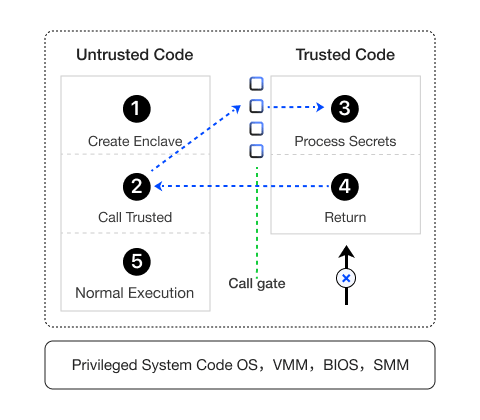 Untrusted Code
Trusted Code
1
Create Enclave
3
Process Secrets
2
Call Trusted
4
Return
5
Normal Execution
Call gate
Privileged System Code OS，VMM，BIOS，SMM